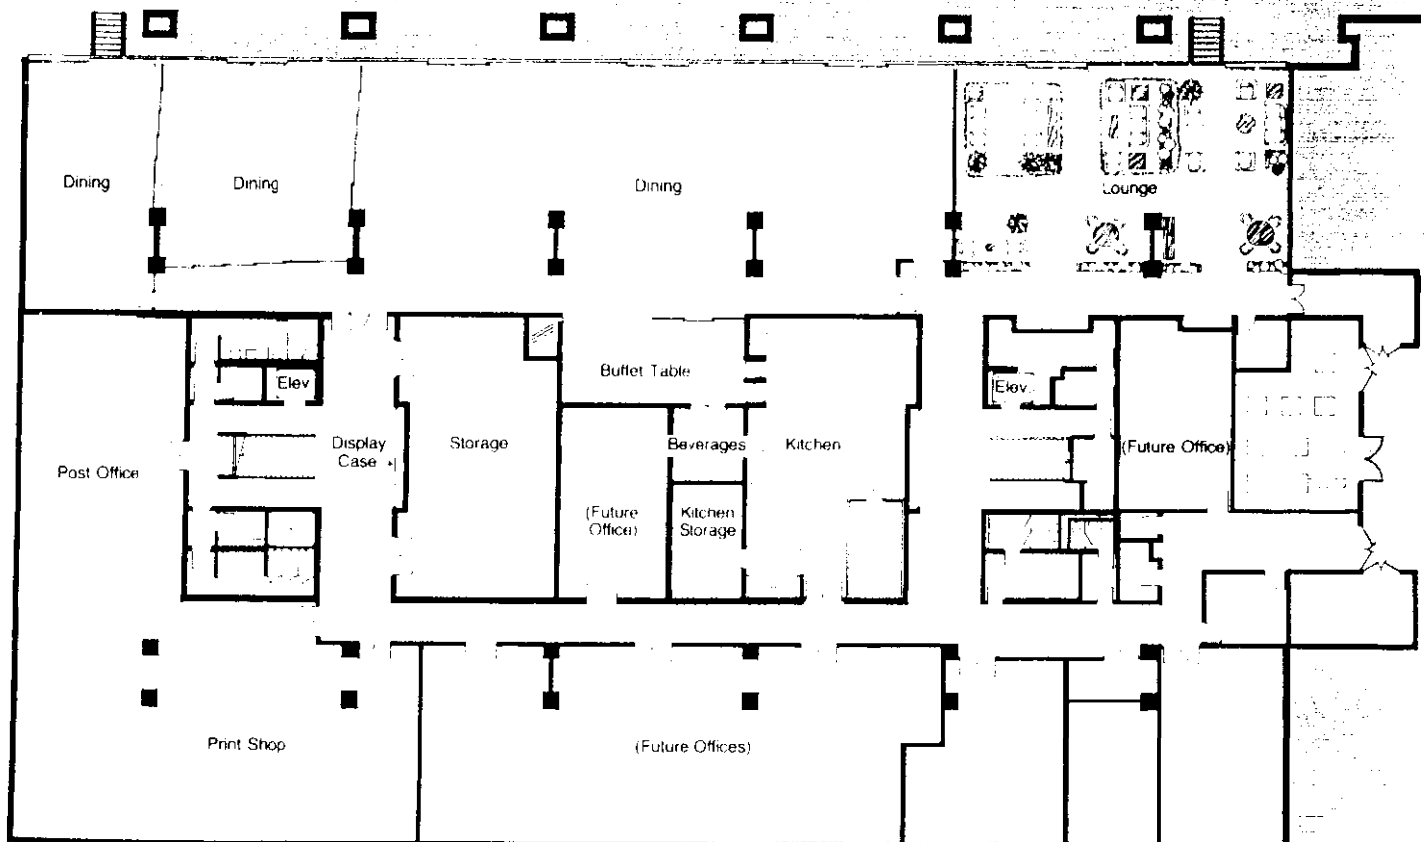 Dining
Dining
Dining
Lounge
Elev
Buffet Table
Elev.
Display
Case
Storage
Beverages
Kitchen
(Future Office)
Post Office
(Future
Office)
Kitchen
Storage
Print Shop
(Future Offices)